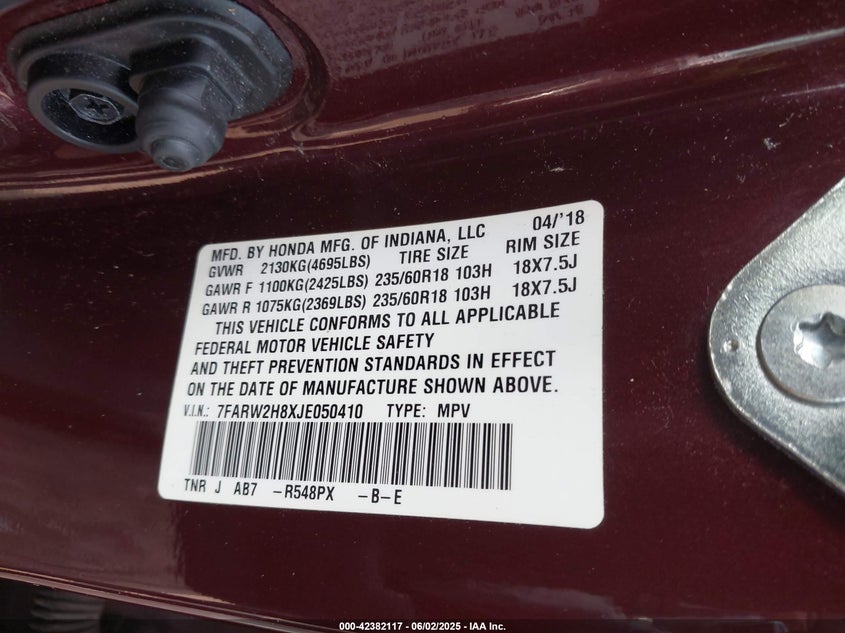 MFD. BY HONDA MFG. OF INDIANA, LLC 04/'18
GVWR 2130KG(4695LBS) TIRE SIZE RIM SIZE
GAWR F 1100KG(2425LBS) 235/60R18 103H 18X7.5J
GAWR R 1075KG(2369LBS) 235/60R18 103H 18X7.5J
THIS VEHICLE CONFORMS TO ALL APPLICABLE
FEDERAL MOTOR VEHICLE SAFETY
AND THEFT PREVENTION STANDARDS IN EFFECT
ON THE DATE OF MANUFACTURE SHOWN ABOVE.
V.I.N.: 7FARW2H8XJE050410 TYPE: MPV
TNR J AB7 -R548PX -B-E
000-42382117 - 06/02/2025 - IAA Inc.